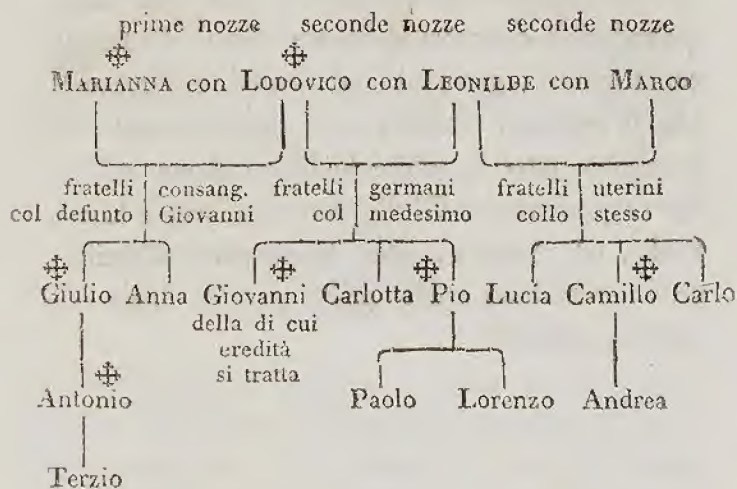 prime nozze seconde nozze seconde nozze
MARIANNA con LODOVICO con LEONILDE con MARCO
fratelli consang. fratelli germani fratelli uterini
col defunto Giovanni col medesimo collo stesso
Giulio Anna Giovanni Carlotta Pio Lucia Camillo Carlo
della di cui
eredità
si tratta
Antonio Paolo Lorenzo Andrea
Terzio